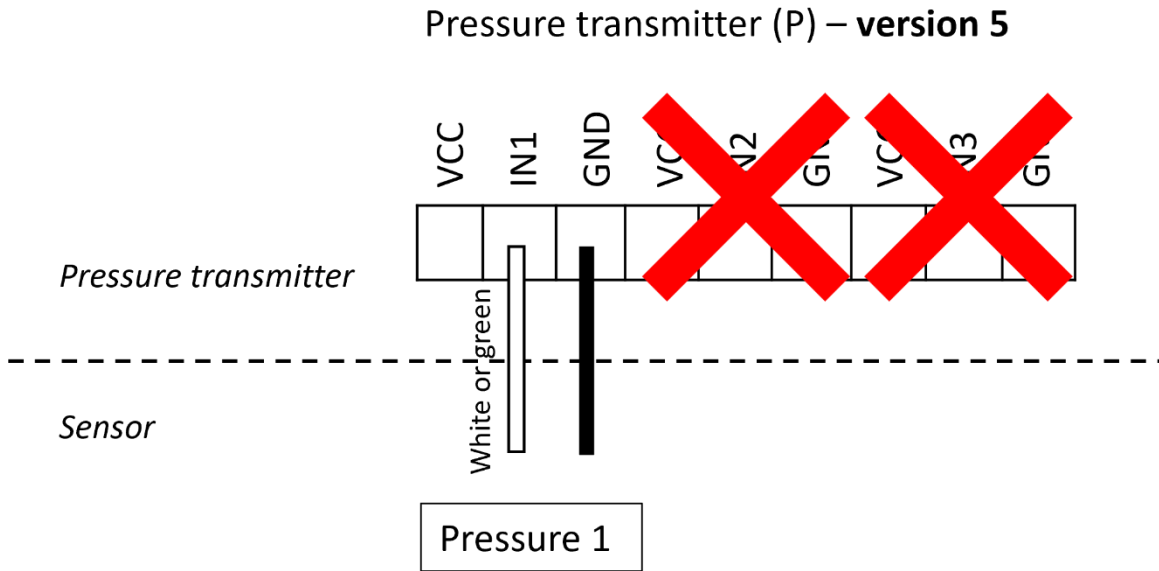 Pressure transmitter (P) – version 5
VCC
IN1
GND
Pressure transmitter
White or green
Sensor
Pressure 1